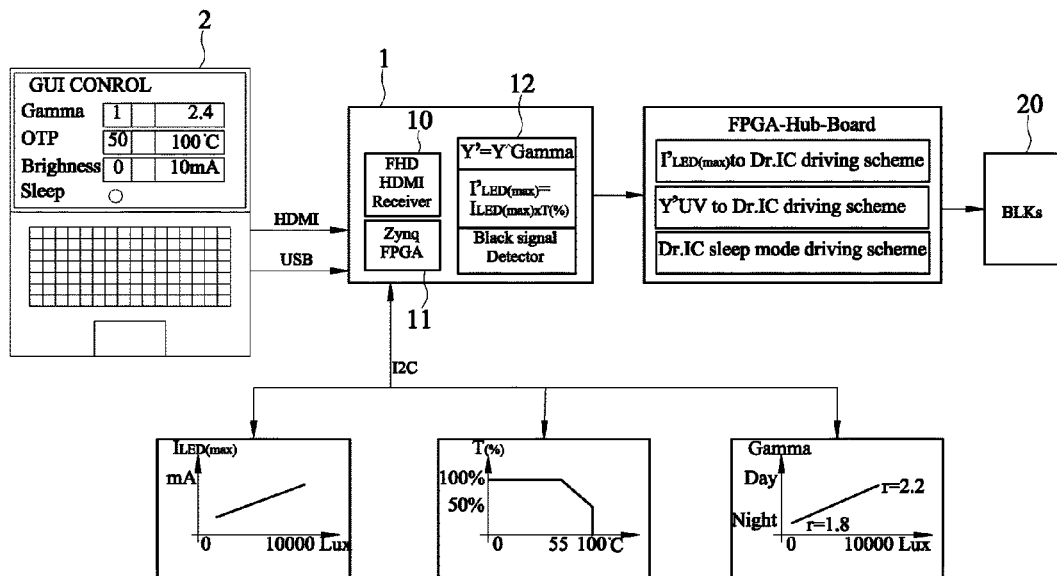 2
GUI CONROL
Gamma 1 2.4
OTP 50 100°C
Brighness 0 10mA
Sleep
HDMI
USB
1
10
12
FHD
HDMI
Receiver
Zynq
FPGA
11
Y'=Y^Gamma
I'LED(max)=
ILED(max)xT(%)
Black signal
Detector
FPGA-Hub-Board
I'LED(max) to Dr.IC driving scheme
Y'UV to Dr.IC driving scheme
Dr.IC sleep mode driving scheme
20
BLKs
I2C
ILED(max)
mA
0 10000 Lux
T(%)
100%
50%
0 55 100°C
Gamma
Day
Night
r=2.2
r=1.8
0 10000 Lux